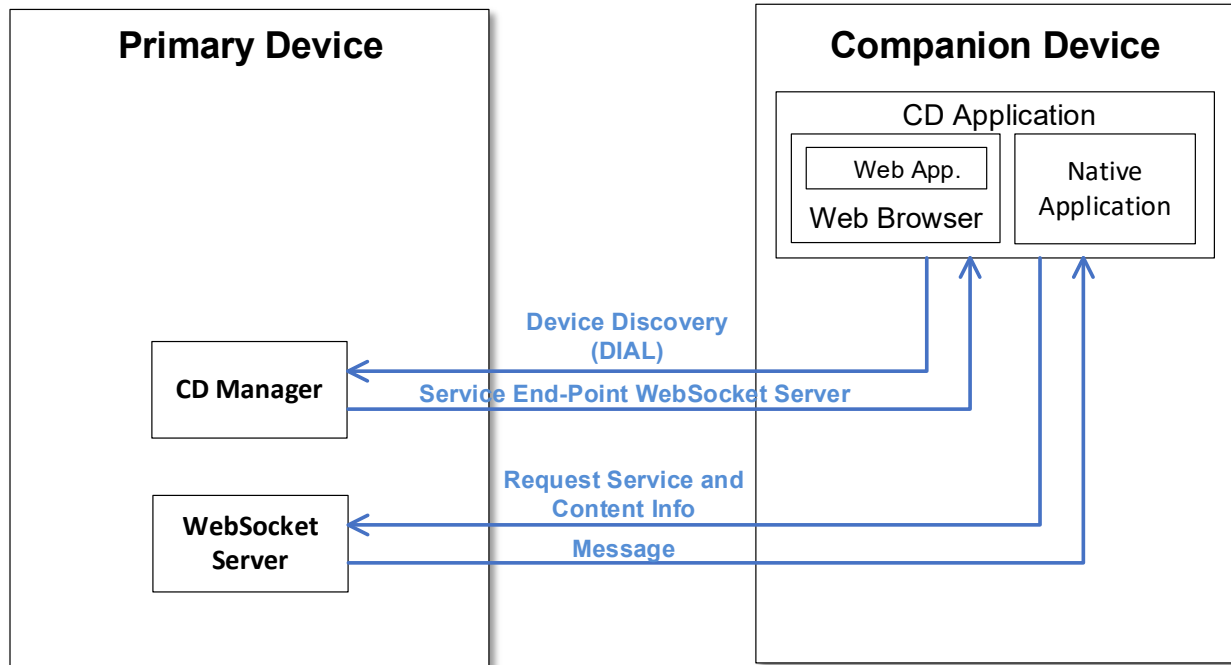 Primary Device
Companion Device
CD Application
Web App.
Web Browser
Native
Application
Device Discovery
(DIAL)
CD Manager
Service End-Point WebSocket Server
Request Service and
Content Info
WebSocket
Server
Message